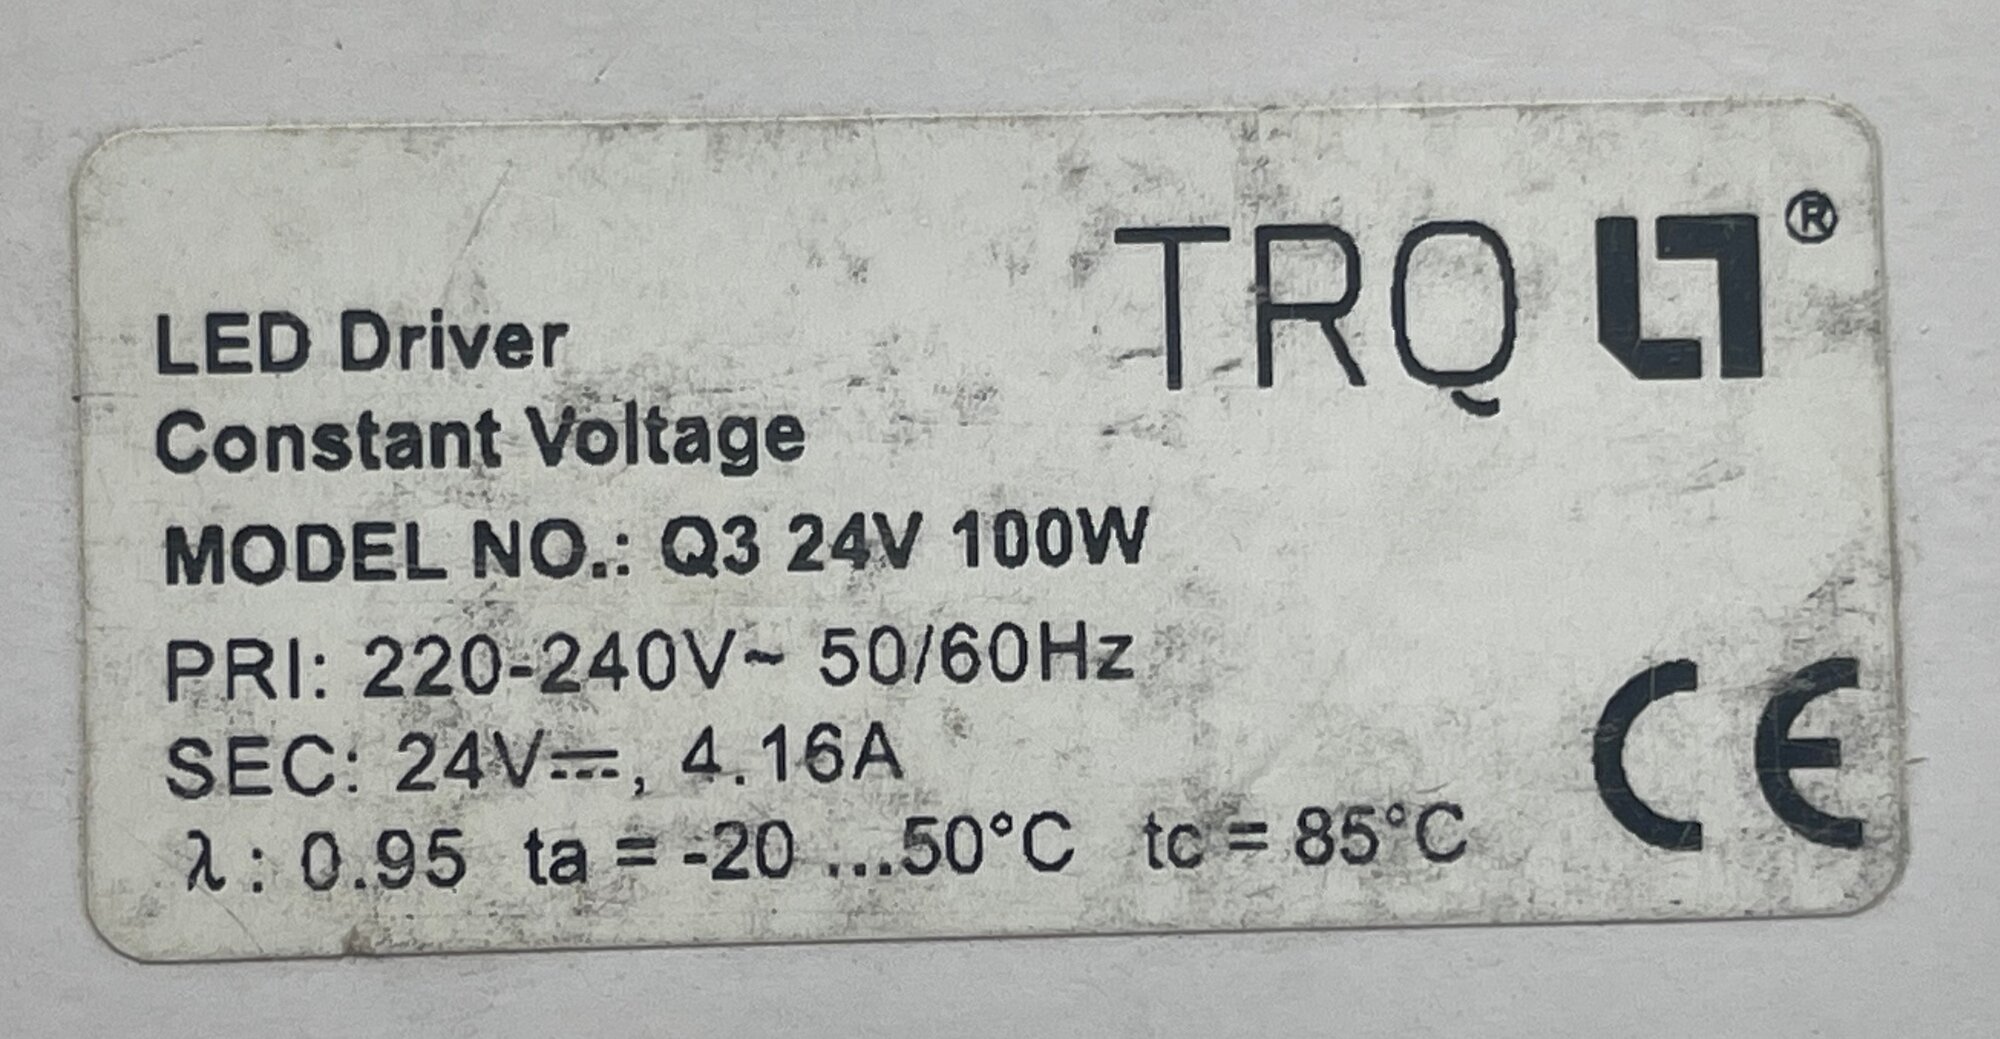 TRQ ®
LED Driver
Constant Voltage
MODEL NO.: Q3 24V 100W
PRI: 220-240V~ 50/60Hz
SEC: 24V⎓, 4.16A
λ: 0.95 ta = -20 ...50°C tc = 85°C
CE